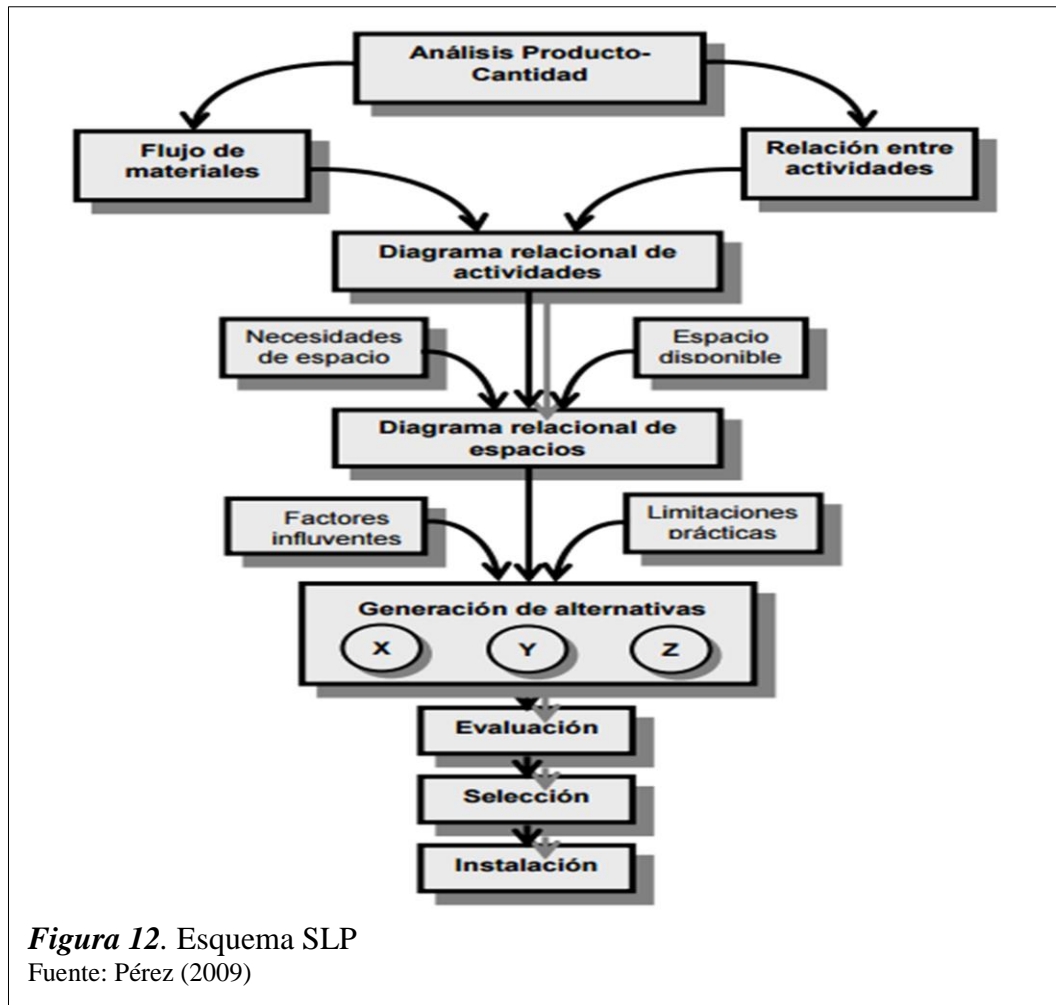 Análisis Producto-
Cantidad
Flujo de
materiales
Relación entre
actividades
Diagrama relacional de
actividades
Necesidades
de espacio
Espacio
disponible
Diagrama relacional de
espacios
Factores
influyentes
Limitaciones
prácticas
Generación de alternativas
X
Y
Z
Evaluación
Selección
Instalación
Figura 12. Esquema SLP
Fuente: Pérez (2009)